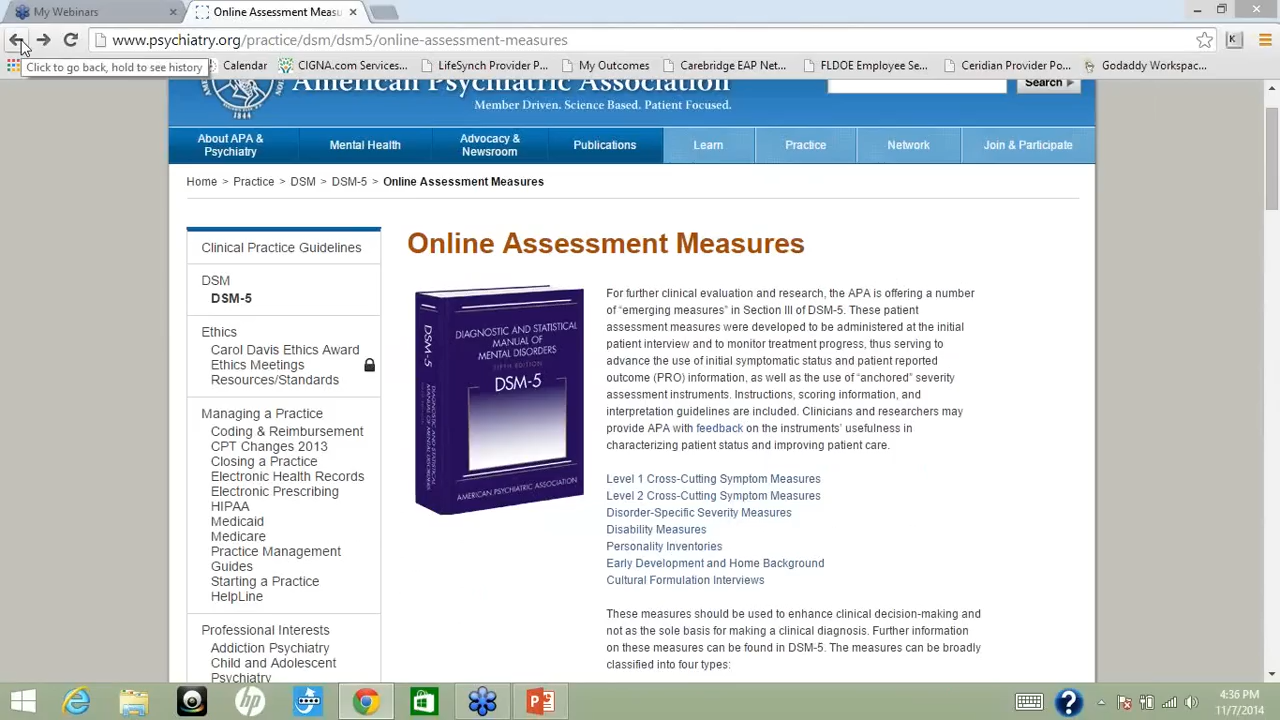 My Webinars
Online Assessment Measu
www.psychiatry.org/practice/dsm/dsm5/online-assessment-measures
Click to go back, hold to see history
Calendar
CIGNA.com Services...
LifeSynch Provider P...
My Outcomes
Carebridge EAP Net...
FLDOE Employee Se...
Ceridian Provider Po...
Godaddy Workspac...
American Psychiatric Association
Member Driven. Science Based. Patient Focused.
Search
1844
About APA &
Psychiatry
Mental Health
Advocacy &
Newsroom
Publications
Learn
Practice
Network
Join & Participate
Home > Practice > DSM > DSM-5 > Online Assessment Measures
Clinical Practice Guidelines
DSM
DSM-5
Ethics
Carol Davis Ethics Award
Ethics Meetings
Resources/Standards
Managing a Practice
Coding & Reimbursement
CPT Changes 2013
Closing a Practice
Electronic Health Records
Electronic Prescribing
HIPAA
Medicaid
Medicare
Practice Management
Guides
Starting a Practice
HelpLine
Professional Interests
Addiction Psychiatry
Child and Adolescent
Psychiatry
Online Assessment Measures
DSM-5
DIAGNOSTIC AND STATISTICAL
MANUAL OF MENTAL DISORDERS
DIAGNOSTIC AND STATISTICAL
MANUAL OF
MENTAL DISORDERS
FIFTH EDITION
DSM-5
AMERICAN PSYCHIATRIC ASSOCIATION
For further clinical evaluation and research, the APA is offering a number
of “emerging measures” in Section III of DSM-5. These patient
assessment measures were developed to be administered at the initial
patient interview and to monitor treatment progress, thus serving to
advance the use of initial symptomatic status and patient reported
outcome (PRO) information, as well as the use of “anchored” severity
assessment instruments. Instructions, scoring information, and
interpretation guidelines are included. Clinicians and researchers may
provide APA with feedback on the instruments’ usefulness in
characterizing patient status and improving patient care.
Level 1 Cross-Cutting Symptom Measures
Level 2 Cross-Cutting Symptom Measures
Disorder-Specific Severity Measures
Disability Measures
Personality Inventories
Early Development and Home Background
Cultural Formulation Interviews
These measures should be used to enhance clinical decision-making and
not as the sole basis for making a clinical diagnosis. Further information
on these measures can be found in DSM-5. The measures can be broadly
classified into four types:
4:36 PM
11/7/2014